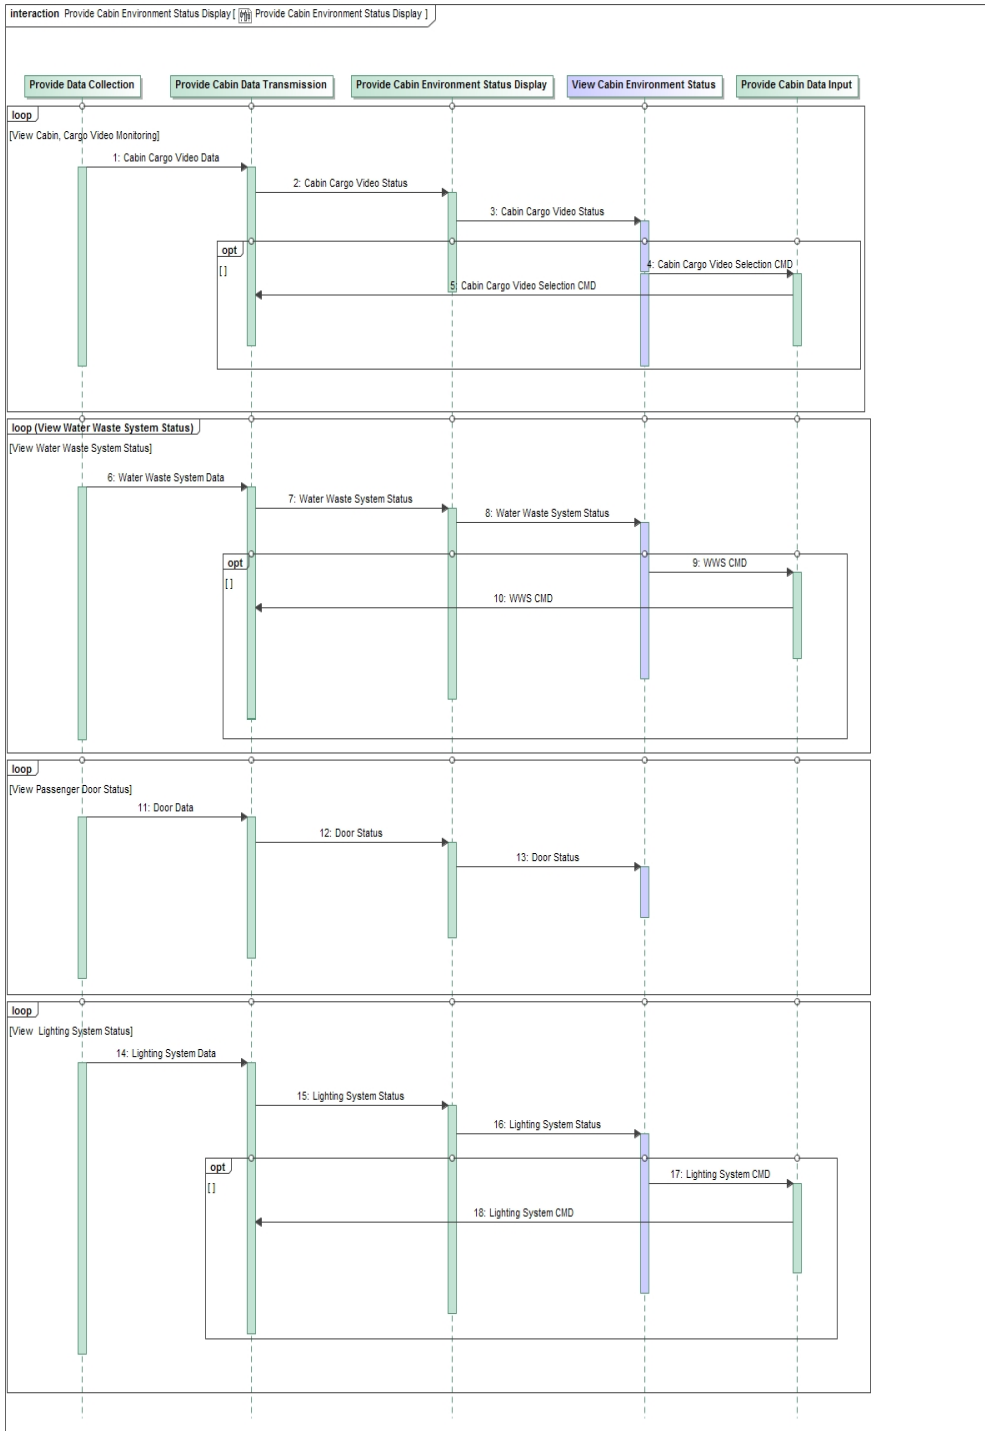 interaction Provide Cabin Environment Status Display [ Provide Cabin Environment Status Display ]
Provide Data Collection
Provide Cabin Data Transmission
Provide Cabin Environment Status Display
View Cabin Environment Status
Provide Cabin Data Input
loop
[View Cabin, Cargo Video Monitoring]
1: Cabin Cargo Video Data
2: Cabin Cargo Video Status
3: Cabin Cargo Video Status
opt
[ ]
4: Cabin Cargo Video Selection CMD
5: Cabin Cargo Video Selection CMD
loop (View Water Waste System Status)
[View Water Waste System Status]
6: Water Waste System Data
7: Water Waste System Status
8: Water Waste System Status
opt
[ ]
9: WWS CMD
10: WWS CMD
loop
[View Passenger Door Status]
11: Door Data
12: Door Status
13: Door Status
loop
[View Lighting System Status]
14: Lighting System Data
15: Lighting System Status
16: Lighting System Status
opt
[ ]
17: Lighting System CMD
18: Lighting System CMD